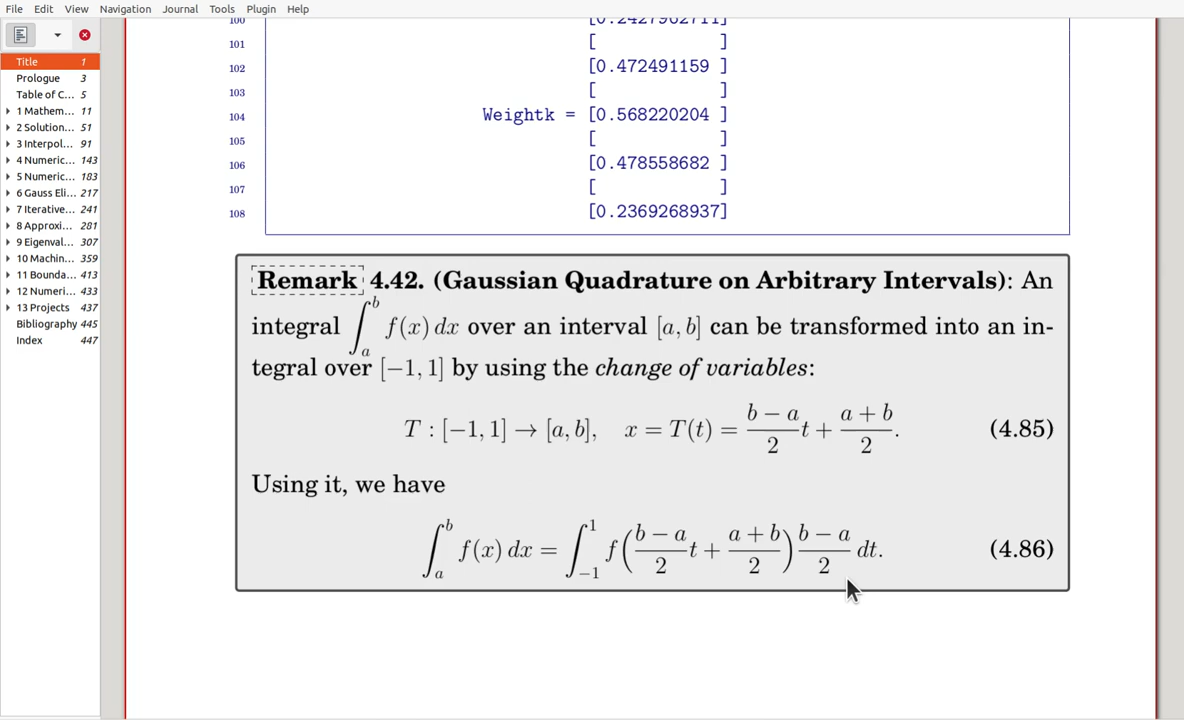 File Edit View Navigation Journal Tools Plugin Help
Title 1
Prologue 3
Table of C... 5
1 Mathem... 11
2 Solution... 51
3 Interpol... 91
4 Numeric... 143
5 Numeric... 183
6 Gauss Eli... 217
7 Iterative... 241
8 Approxi... 281
9 Eigenval... 307
10 Machin... 359
11 Bounda... 413
12 Numeri... 433
13 Projects 437
Bibliography 445
Index 447
100 [0.2427962711]
101 [ ]
102 [0.472491159 ]
103 [ ]
104 Weightk = [0.568220204 ]
105 [ ]
106 [0.478558682 ]
107 [ ]
108 [0.2369268937]
Remark 4.42. (Gaussian Quadrature on Arbitrary Intervals): An
integral ∫_a^b f(x) dx over an interval [a, b] can be transformed into an in-
tegral over [−1, 1] by using the change of variables:
T : [−1, 1] → [a, b], x = T(t) = (b − a)/2 t + (a + b)/2. (4.85)
Using it, we have
∫_a^b f(x) dx = ∫_{−1}^1 f((b − a)/2 t + (a + b)/2) (b − a)/2 dt. (4.86)